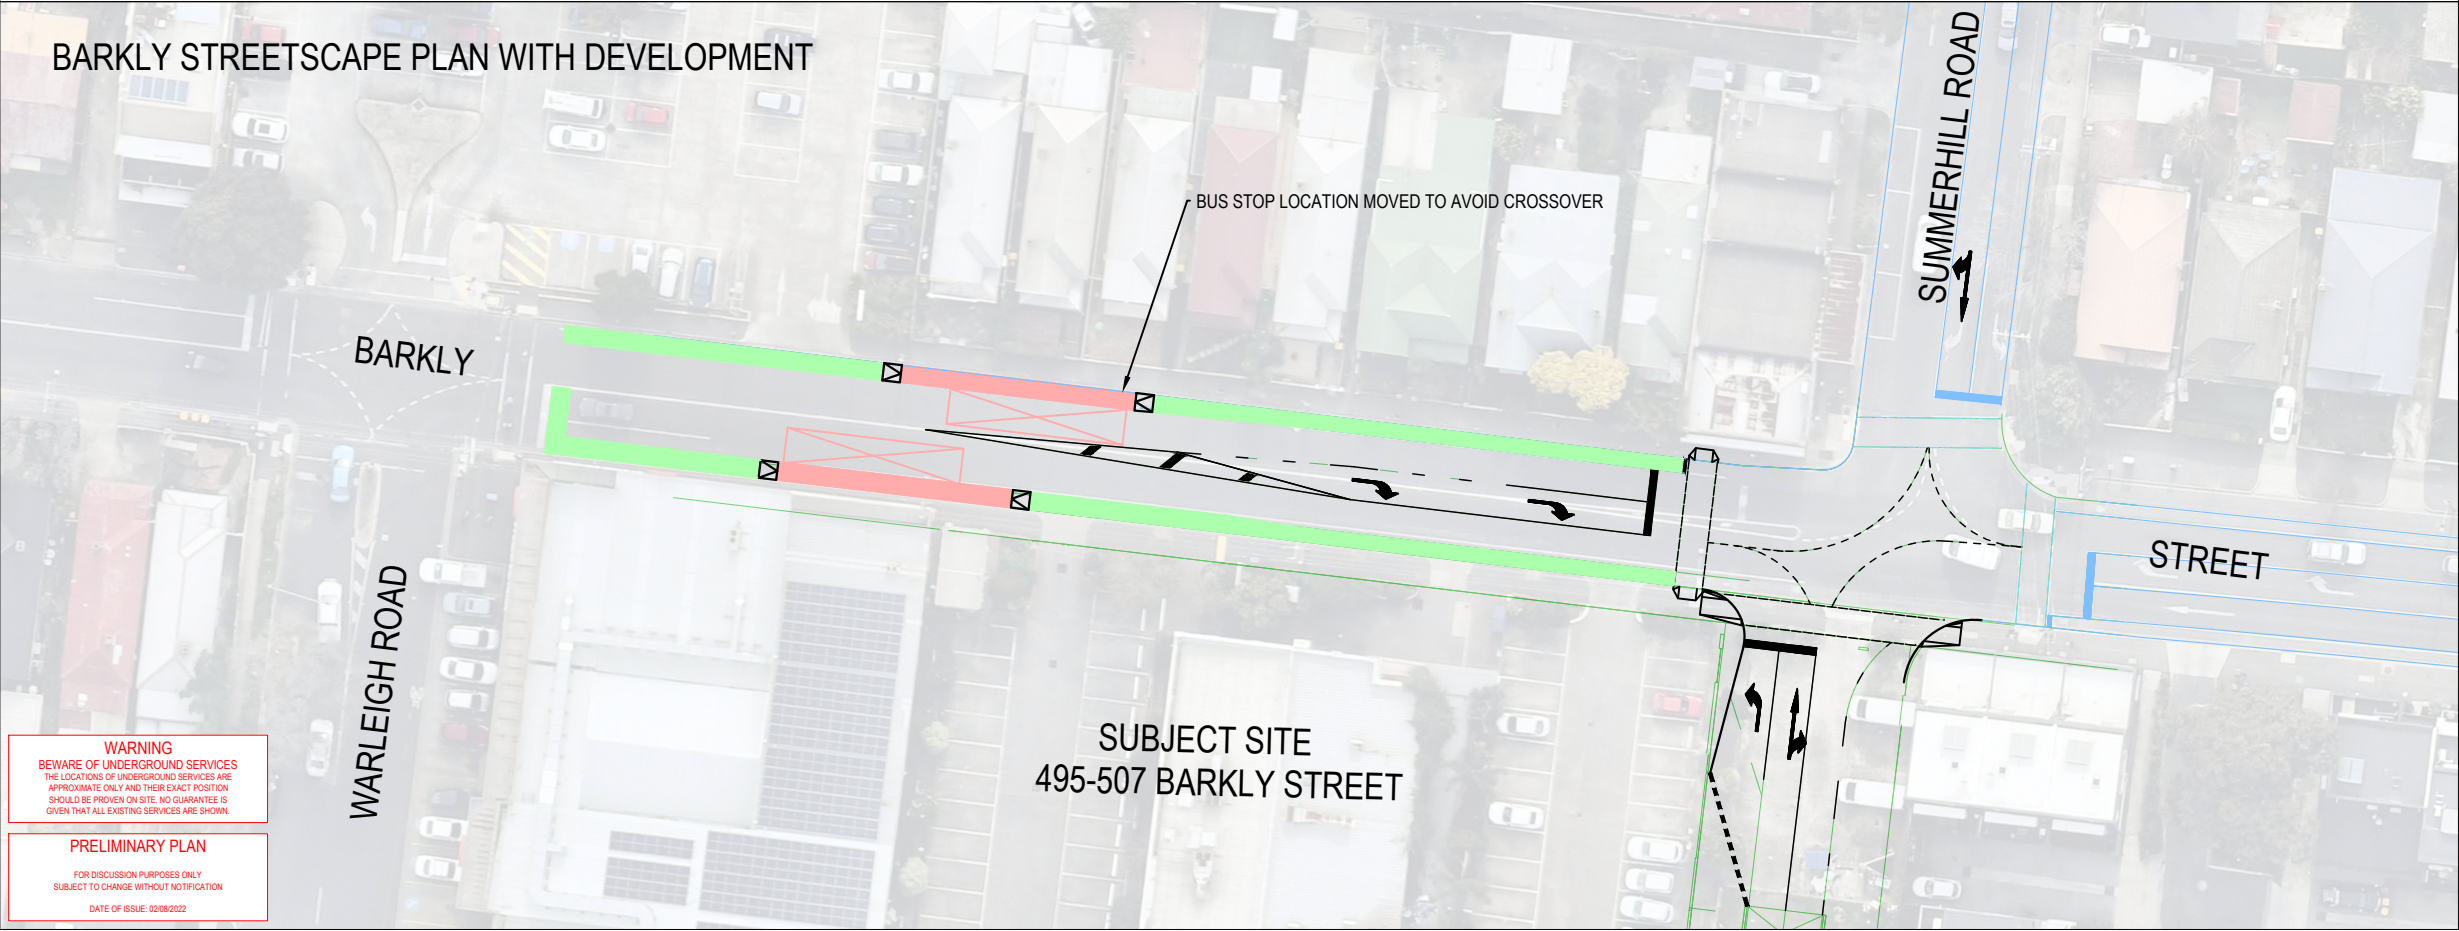 BARKLY STREETSCAPE PLAN WITH DEVELOPMENT
SUMMERHILL ROAD
BUS STOP LOCATION MOVED TO AVOID CROSSOVER
BARKLY
STREET
WARLEIGH ROAD
SUBJECT SITE
495-507 BARKLY STREET
WARNING
BEWARE OF UNDERGROUND SERVICES
THE LOCATIONS OF UNDERGROUND SERVICES ARE
APPROXIMATE ONLY AND THEIR EXACT POSITION
SHOULD BE PROVEN ON SITE. NO GUARANTEE IS
GIVEN THAT ALL EXISTING SERVICES ARE SHOWN.
PRELIMINARY PLAN
FOR DISCUSSION PURPOSES ONLY
SUBJECT TO CHANGE WITHOUT NOTIFICATION
DATE OF ISSUE: 02/08/2022